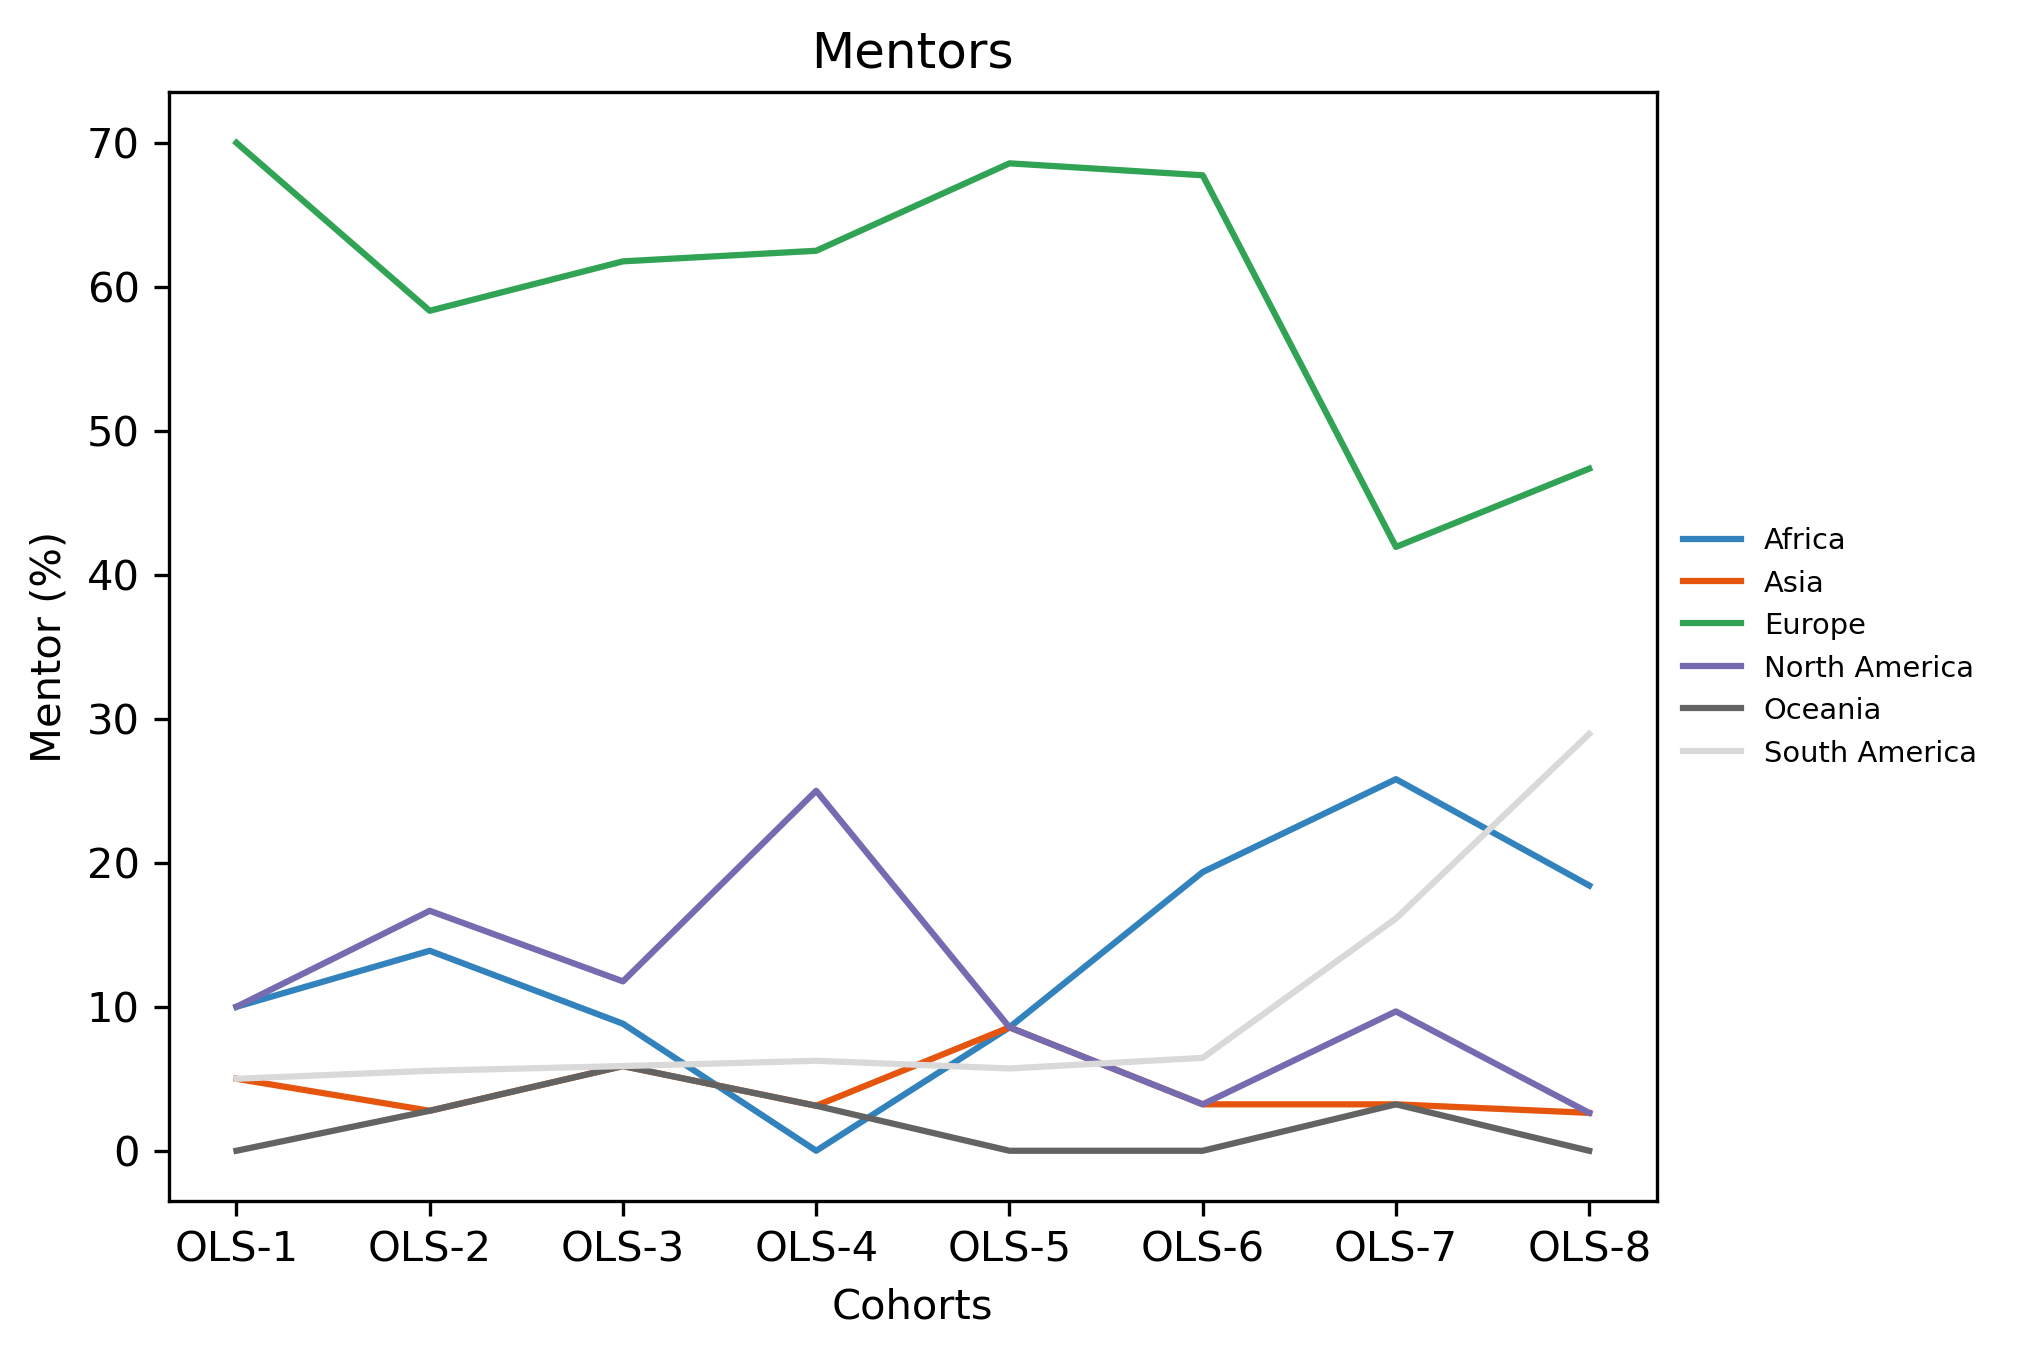 Mentors
Mentor (%)
70
60
50
40
30
20
10
0
OLS-1 OLS-2 OLS-3 OLS-4 OLS-5 OLS-6 OLS-7 OLS-8
Cohorts
Africa
Asia
Europe
North America
Oceania
South America